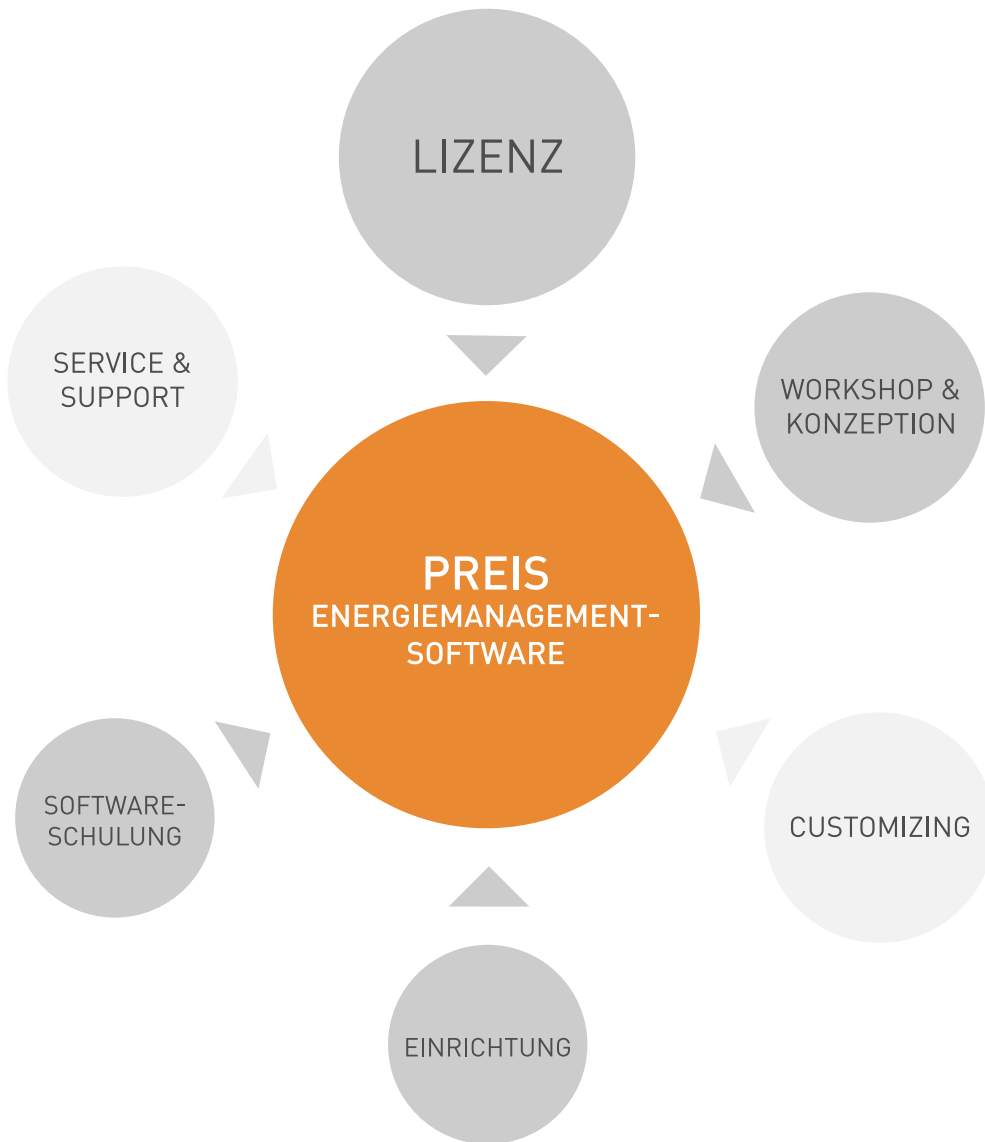 LIZENZ
SERVICE &
SUPPORT
WORKSHOP &
KONZEPTION
PREIS
ENERGIEMANAGEMENT-
SOFTWARE
SOFTWARE-
SCHULUNG
CUSTOMIZING
EINRICHTUNG